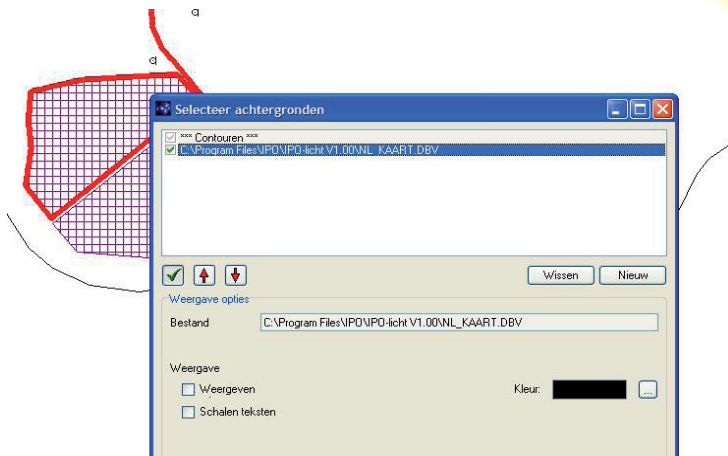 q
q
Selecteer achtergronden
*** Contouren ***
C:\Program Files\IPO\IPO-licht V1.00\NL_KAART.DBV
Wissen
Nieuw
Weergave opties
Bestand
C:\Program Files\IPO\IPO-licht V1.00\NL_KAART.DBV
Weergave
Weergeven
Kleur:
...
Schalen teksten